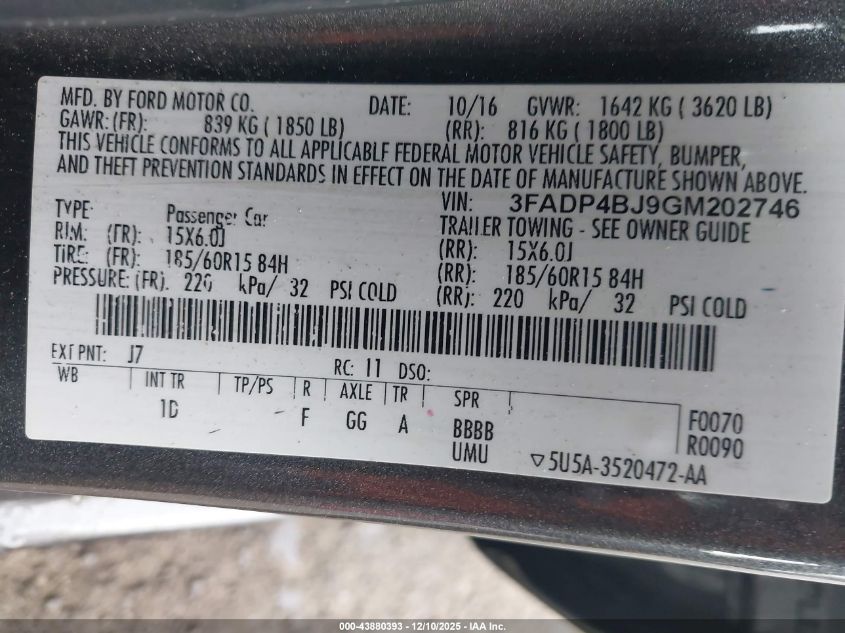 MFD. BY FORD MOTOR CO. DATE: 10/16 GVWR: 1642 KG ( 3620 LB)
GAWR: (FR): 839 KG ( 1850 LB) (RR): 816 KG ( 1800 LB)
THIS VEHICLE CONFORMS TO ALL APPLICABLE FEDERAL MOTOR VEHICLE SAFETY, BUMPER,
AND THEFT PREVENTION STANDARDS IN EFFECT ON THE DATE OF MANUFACTURE SHOWN ABOVE.
VIN: 3FADP4BJ9GM202746
TYPE: Passenger Car TRAILER TOWING - SEE OWNER GUIDE
RIM: (FR): 15X6.0J (RR): 15X6.0J
TIRE: (FR): 185/60R15 84H (RR): 185/60R15 84H
PRESSURE: (FR). 220 kPa/ 32 PSI COLD (RR): 220 kPa/ 32 PSI COLD
EXT PNT: J7 RC: 11 DSO:
WB INT TR TP/PS R AXLE TR SPR
1D F GG A BBBB F0070
UMU R0090
5U5A-3520472-AA
000-43880393 - 12/10/2025 - IAA Inc.